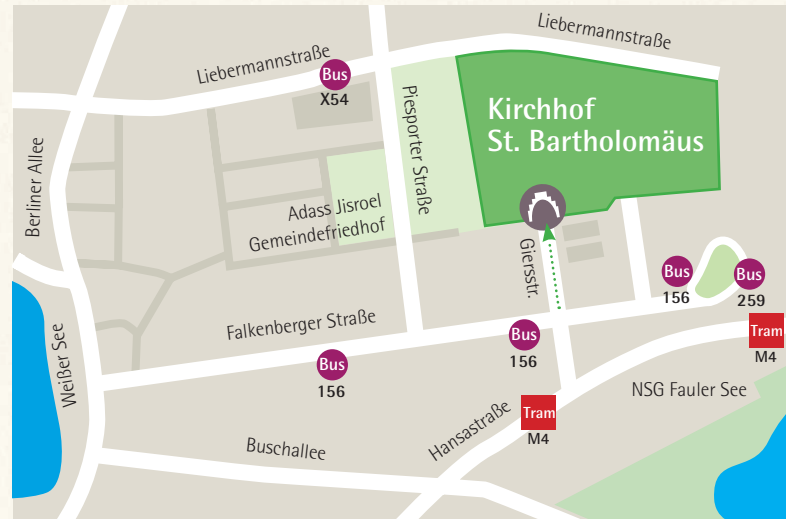 Liebermannstraße
Liebermannstraße
Bus
X54
Kirchhof
St. Bartholomäus
Piesporter Straße
Berliner Allee
Adass Jisroel
Gemeindefriedhof
Giersstr.
Bus
156
Bus
259
Falkenberger Straße
Bus
156
Bus
156
Tram
M4
Weißer See
NSG Fauler See
Tram
M4
Hansastraße
Buschallee